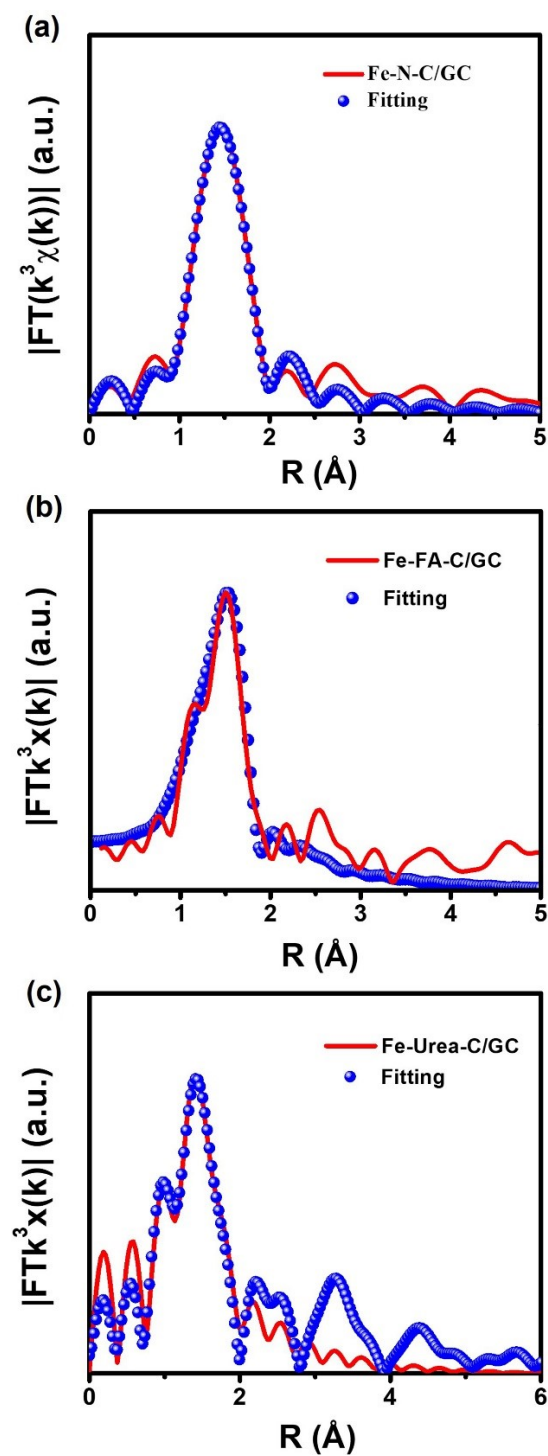 (a)
Fe-N-C/GC
Fitting
|FT(k³χ(k))| (a.u.)
0 1 2 3 4 5
R (Å)
(b)
Fe-FA-C/GC
Fitting
|FTk³x(k)| (a.u.)
0 1 2 3 4 5
R (Å)
(c)
Fe-Urea-C/GC
Fitting
|FTk³x(k)| (a.u.)
0 2 4 6
R (Å)